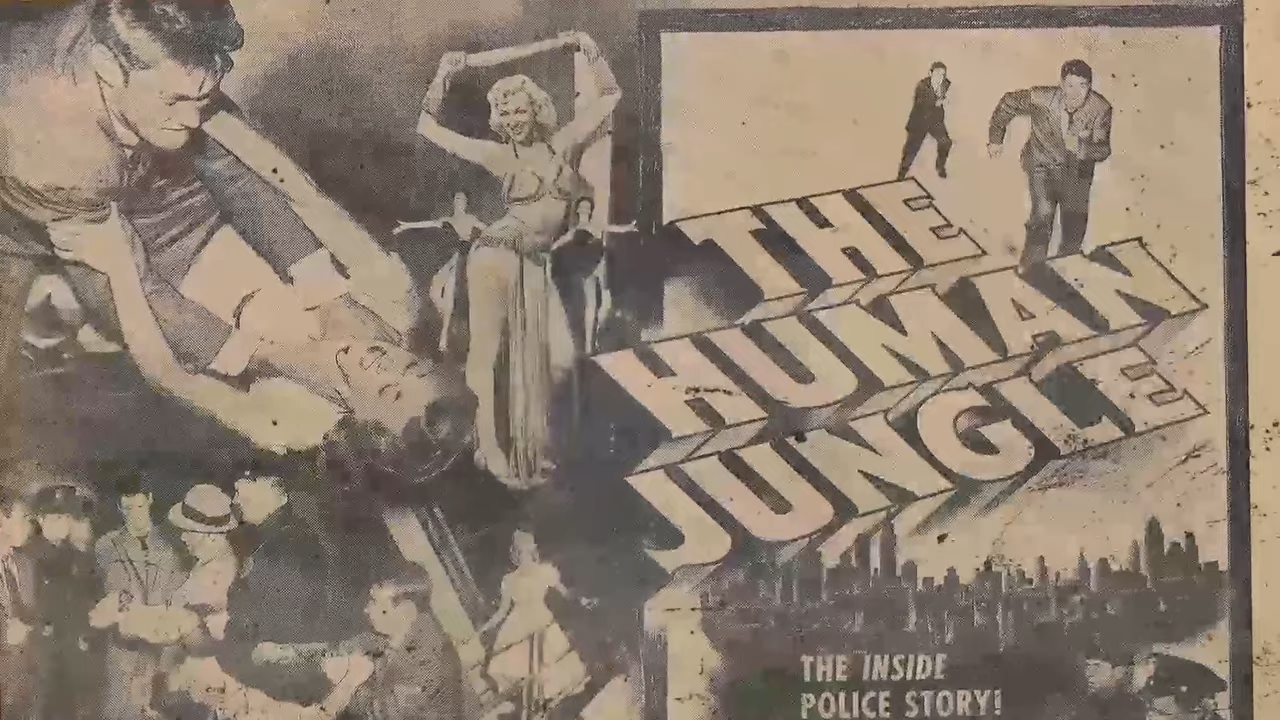 THE
HUMAN
JUNGLE
THE INSIDE
POLICE STORY!